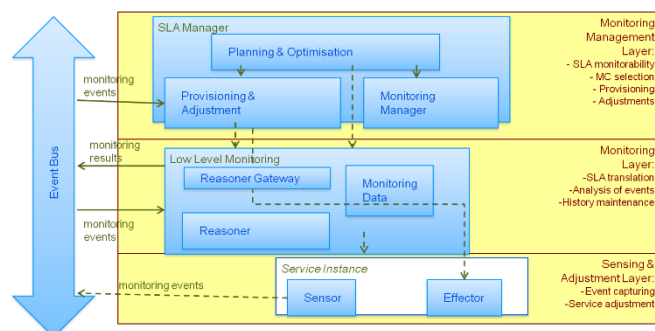 SLA Manager
Planning & Optimisation
Provisioning &
Adjustment
Monitoring
Manager
Monitoring
Management
Layer:
- SLA monitorability
- MC selection
- Provisioning
- Adjustments
monitoring
events
monitoring
results
Event Bus
Low Level Monitoring
Reasoner Gateway
Monitoring
Data
Reasoner
monitoring
events
Monitoring
Layer:
-SLA translation
-Analysis of events
-History maintenance
Service Instance
Sensor
Effector
monitoring events
Sensing &
Adjustment Layer:
-Event capturing
-Service adjustment